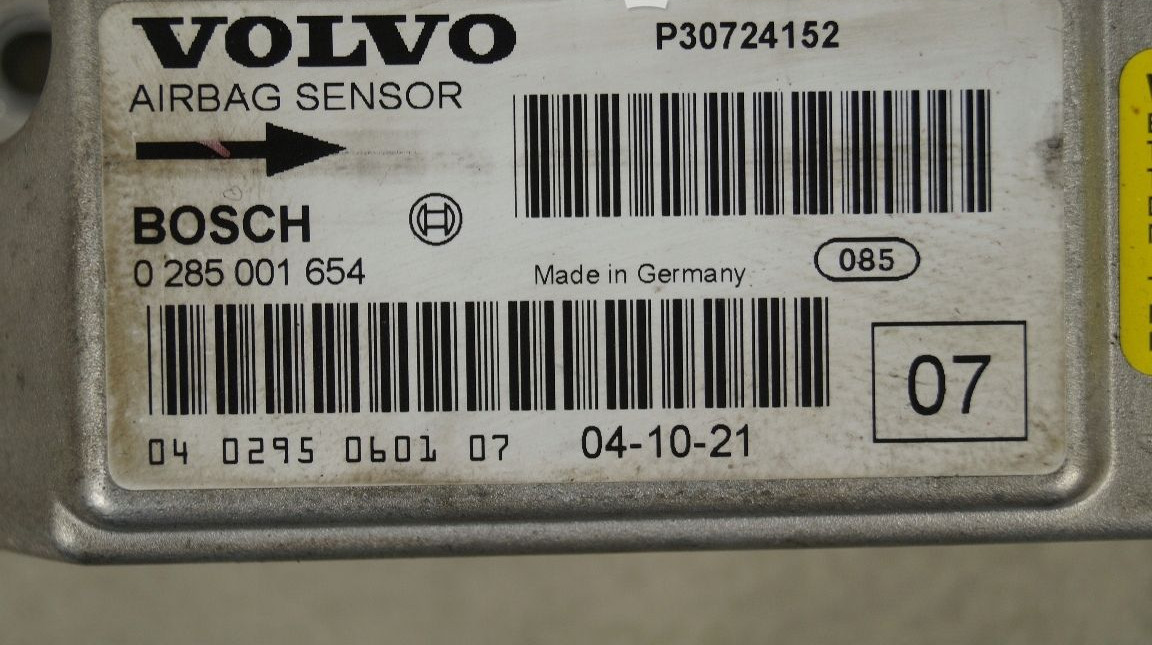 VOLVO
P30724152
AIRBAG SENSOR
BOSCH
0 285 001 654
Made in Germany
085
07
04 0295 0601 07
04-10-21